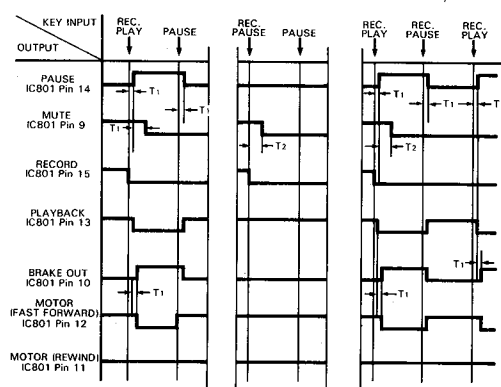 KEY INPUT
OUTPUT
REC. PLAY
PAUSE
REC. PAUSE
PAUSE
REC. PLAY
REC. PAUSE
REC. PLAY
PAUSE
IC801 Pin 14
T1
T1
T1
T1
MUTE
IC801 Pin 9
T1
T2
T2
RECORD
IC801 Pin 15
PLAYBACK
IC801 Pin 13
T1
BRAKE OUT
IC801 Pin 10
T1
T1
MOTOR
(FAST FORWARD)
IC801 Pin 12
MOTOR (REWIND)
IC801 Pin 11